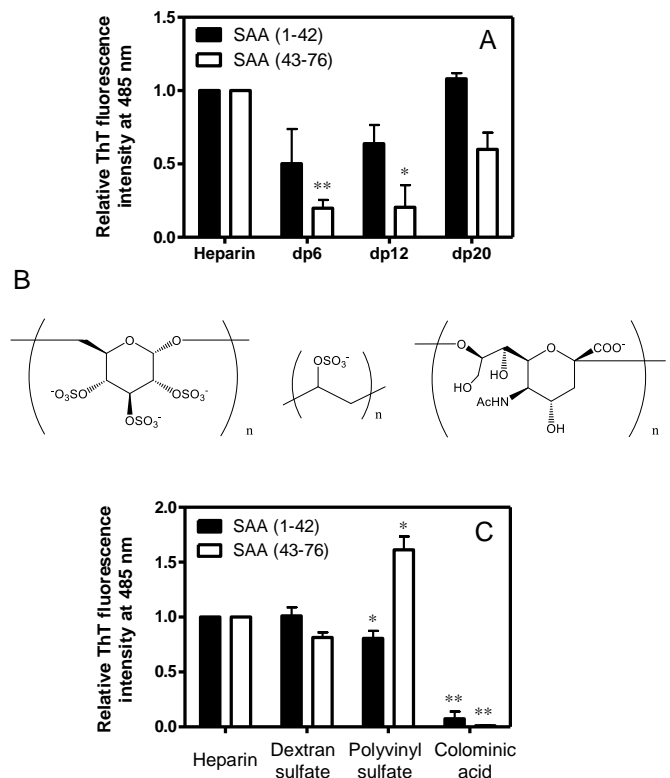 A
SAA (1-42)
SAA (43-76)
Relative ThT fluorescence
intensity at 485 nm
1.5
1.0
0.5
0.0
**
*
Heparin dp6 dp12 dp20
B
O
O
-O3SO
OSO3-
OSO3-
n
OSO3-
n
O
HO
HO
O
COO-
AcHN
OH
n
C
SAA (1-42)
SAA (43-76)
Relative ThT fluorescence
intensity at 485 nm
2.0
1.5
1.0
0.5
0.0
*
*
**
**
Heparin Dextran sulfate Polyvinyl sulfate Colominic acid